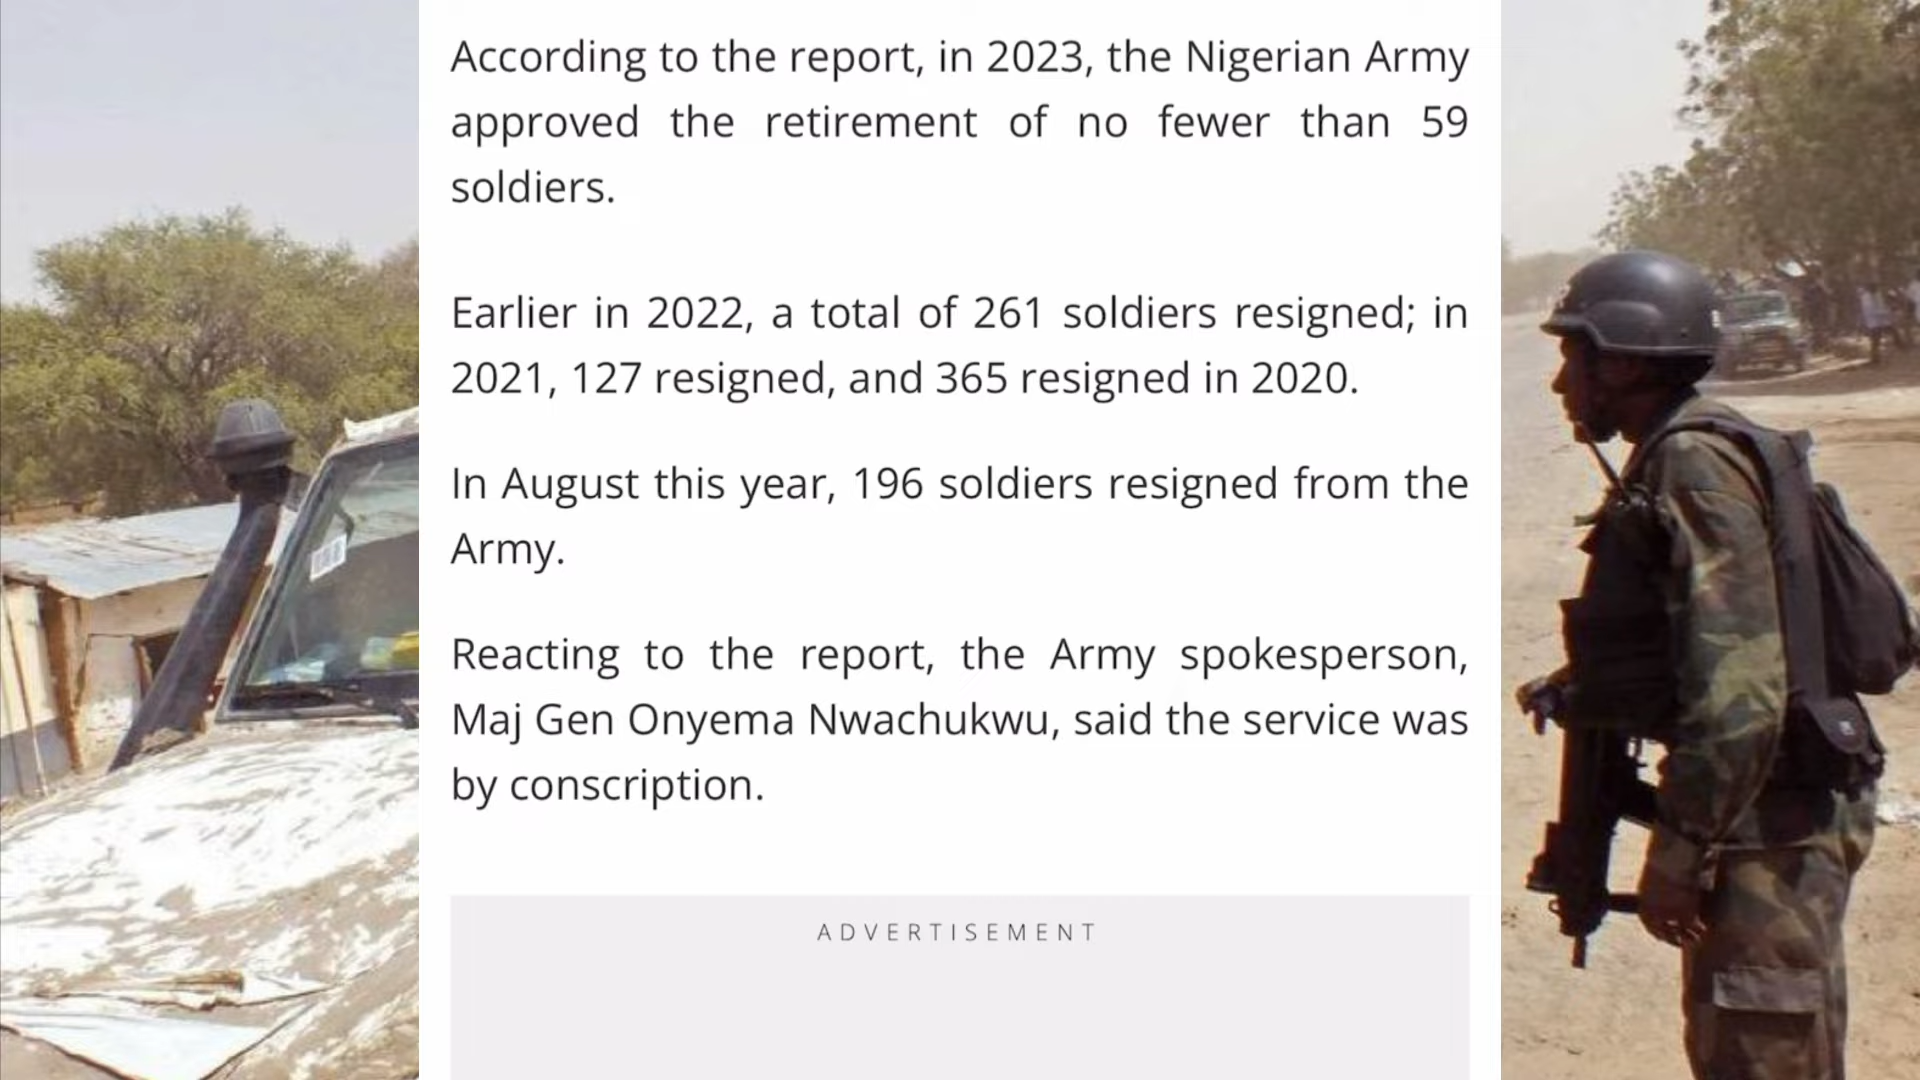 According to the report, in 2023, the Nigerian Army
approved the retirement of no fewer than 59
soldiers.
Earlier in 2022, a total of 261 soldiers resigned; in
2021, 127 resigned, and 365 resigned in 2020.
In August this year, 196 soldiers resigned from the
Army.
Reacting to the report, the Army spokesperson,
Maj Gen Onyema Nwachukwu, said the service was
by conscription.
ADVERTISEMENT